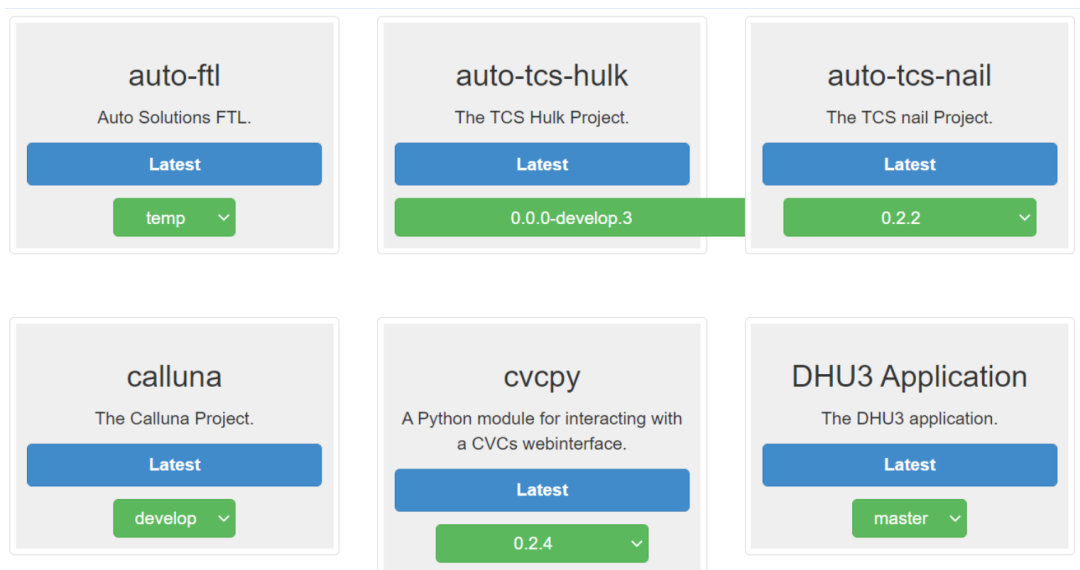 auto-ftl
Auto Solutions FTL.
Latest
temp
auto-tcs-hulk
The TCS Hulk Project.
Latest
0.0.0-develop.3
auto-tcs-nail
The TCS nail Project.
Latest
0.2.2
calluna
The Calluna Project.
Latest
develop
cvcpy
A Python module for interacting with
a CVCs webinterface.
Latest
0.2.4
DHU3 Application
The DHU3 application.
Latest
master